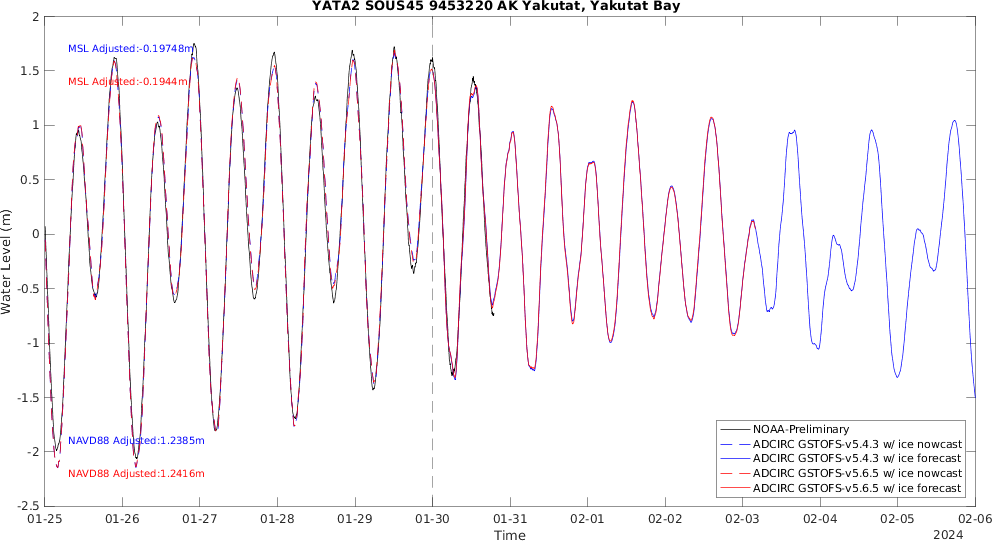 YATA2 SOUS45 9453220 AK Yakutat, Yakutat Bay
2
1.5
1
0.5
0
-0.5
-1
-1.5
-2
-2.5
Water Level (m)
MSL Adjusted:-0.19748m
MSL Adjusted:-0.1944m
NAVD88 Adjusted:1.2385m
NAVD88 Adjusted:1.2416m
NOAA-Preliminary
ADCIRC GSTOFS-v5.4.3 w/ ice nowcast
ADCIRC GSTOFS-v5.4.3 w/ ice forecast
ADCIRC GSTOFS-v5.6.5 w/ ice nowcast
ADCIRC GSTOFS-v5.6.5 w/ ice forecast
01-25 01-26 01-27 01-28 01-29 01-30 01-31 02-01 02-02 02-03 02-04 02-05 02-06
Time
2024